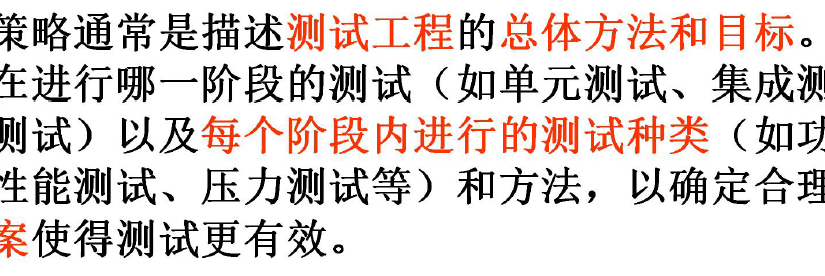 策略通常是描述测试工程的总体方法和目标。
在进行哪一阶段的测试（如单元测试、集成测
测试）以及每个阶段内进行的测试种类（如功
性能测试、压力测试等）和方法，以确定合理
案使得测试更有效。